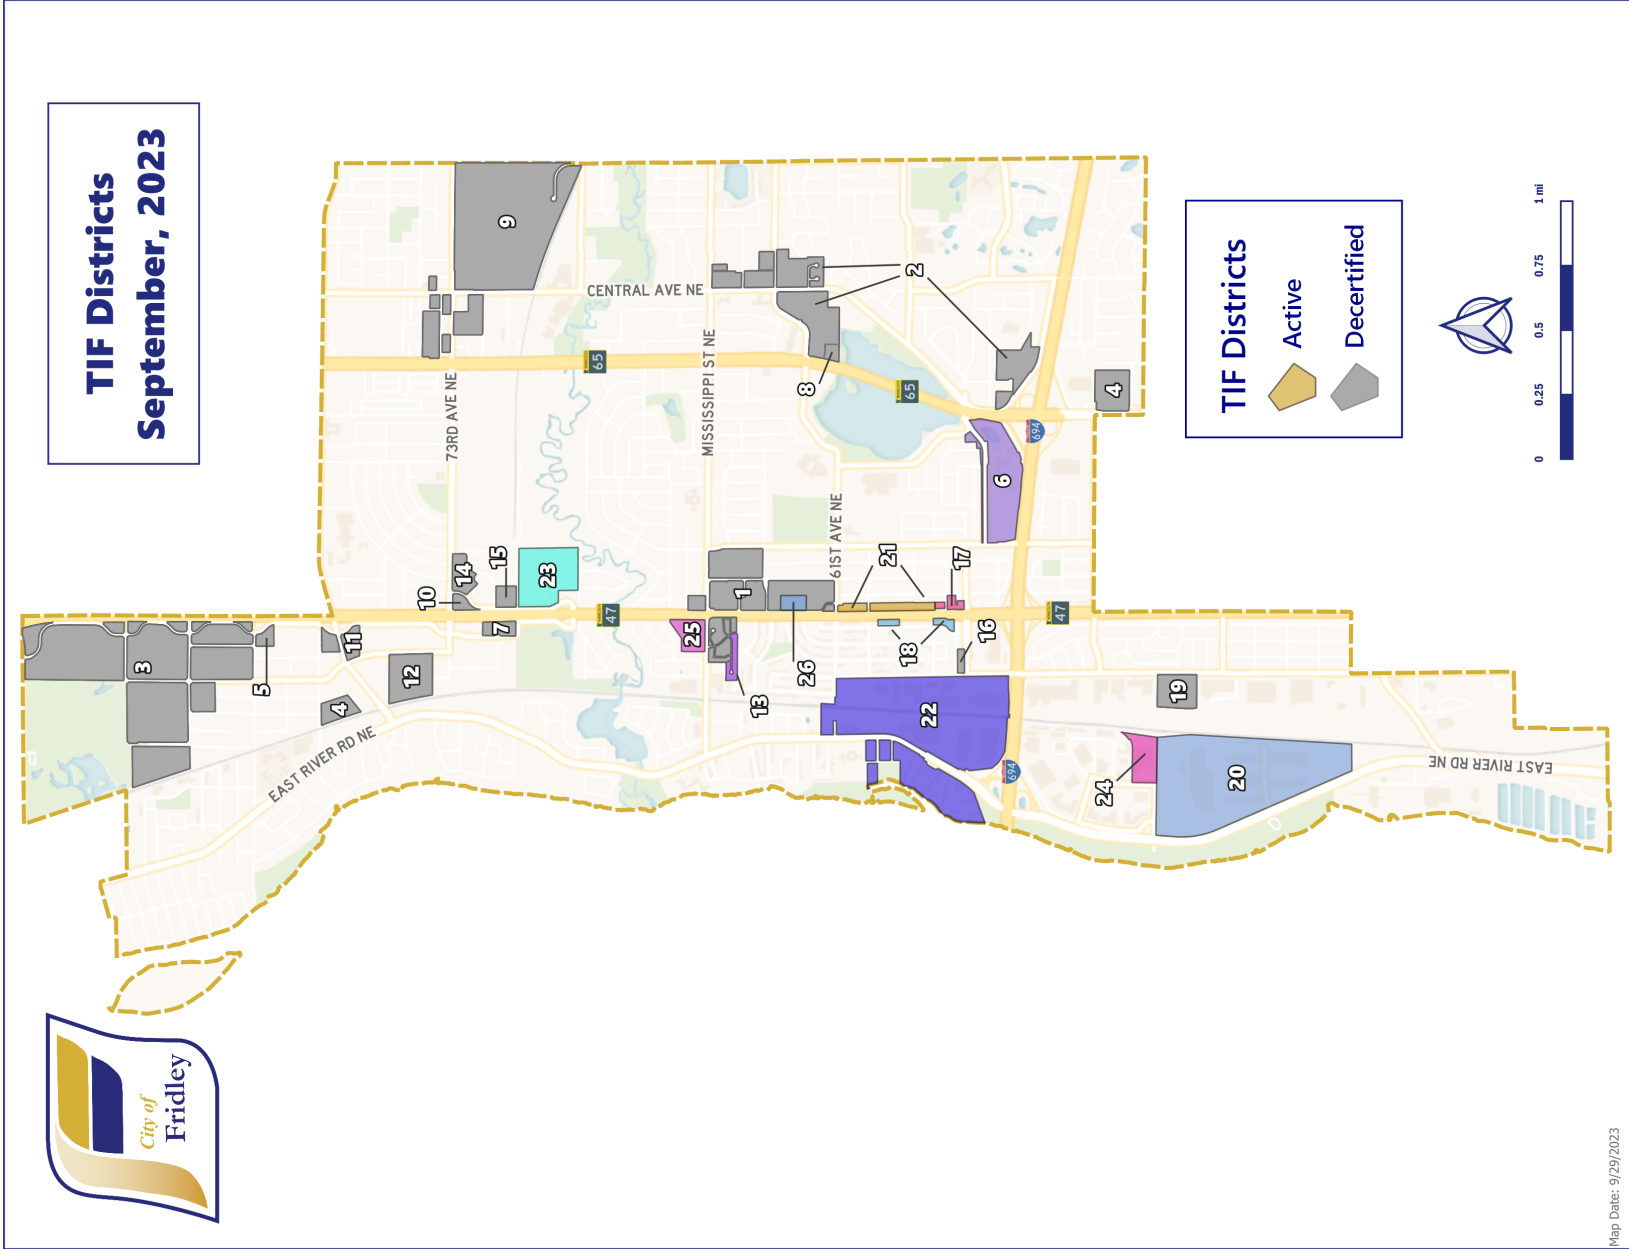 TIF Districts
September, 2023
City of
Fridley
TIF Districts
Active
Decertified
0
0.25
0.5
0.75
1 mi
CENTRAL AVE NE
73RD AVE NE
MISSISSIPPI ST NE
61ST AVE NE
EAST RIVER RD NE
EAST RIVER RD NE
65
65
47
47
694
694
9
2
8
4
6
14
15
10
23
7
1
21
17
25
26
18
16
13
3
5
11
12
4
22
19
24
20
Map Date: 9/29/2023